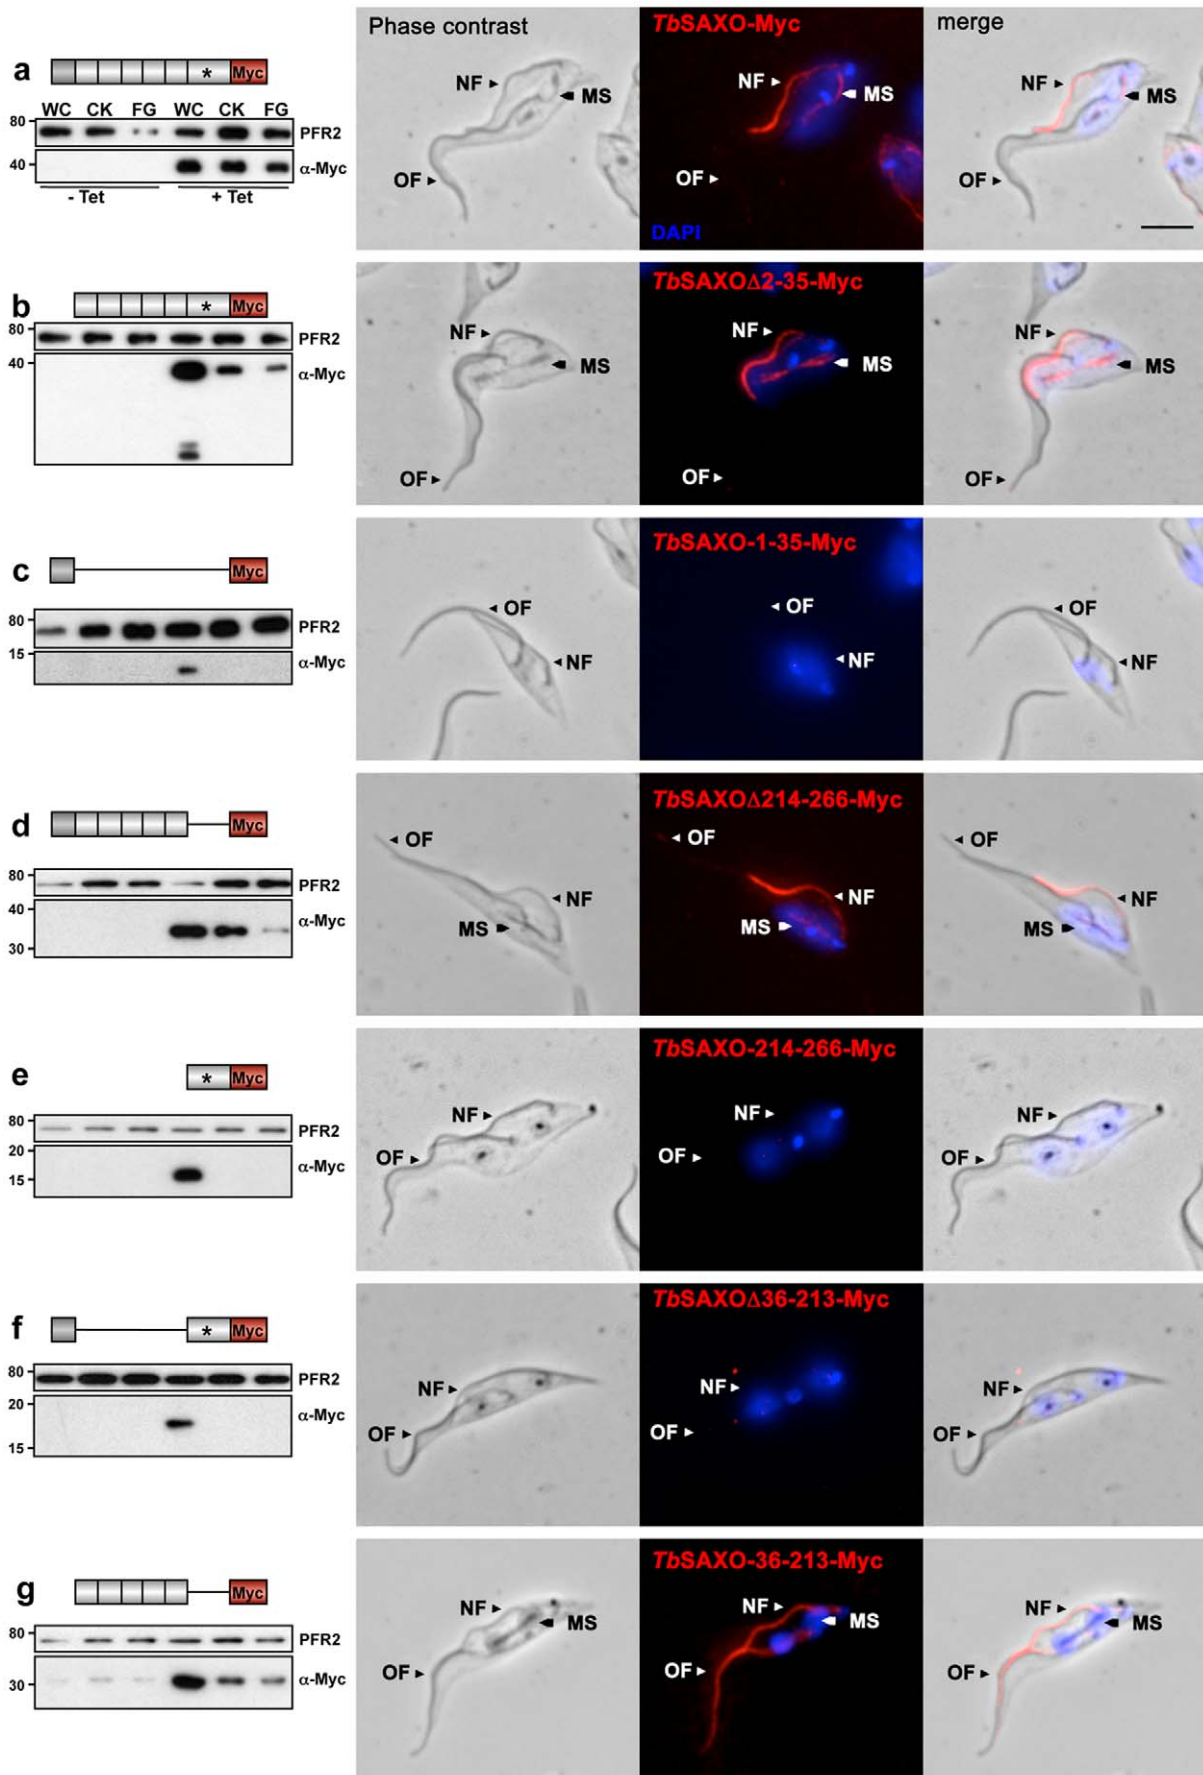 Phase contrast
TbSAXO-Myc
merge
a
* Myc
WC CK FG WC CK FG
80
PFR2
40
α-Myc
- Tet + Tet
NF
MS
OF
NF
MS
OF
DAPI
NF
MS
OF
b
* Myc
80
PFR2
40
α-Myc
TbSAXOΔ2-35-Myc
NF
MS
OF
NF
MS
OF
NF
MS
OF
c
Myc
80
PFR2
15
α-Myc
TbSAXO-1-35-Myc
OF
NF
OF
NF
OF
NF
d
Myc
80
PFR2
40
α-Myc
30
TbSAXOΔ214-266-Myc
OF
NF
MS
OF
NF
MS
OF
NF
MS
e
* Myc
80
PFR2
20
α-Myc
15
TbSAXO-214-266-Myc
NF
OF
NF
OF
NF
OF
f
* Myc
80
PFR2
20
α-Myc
15
TbSAXOΔ36-213-Myc
NF
OF
NF
OF
NF
OF
g
Myc
80
PFR2
30
α-Myc
TbSAXO-36-213-Myc
NF
MS
OF
NF
MS
OF
NF
MS
OF